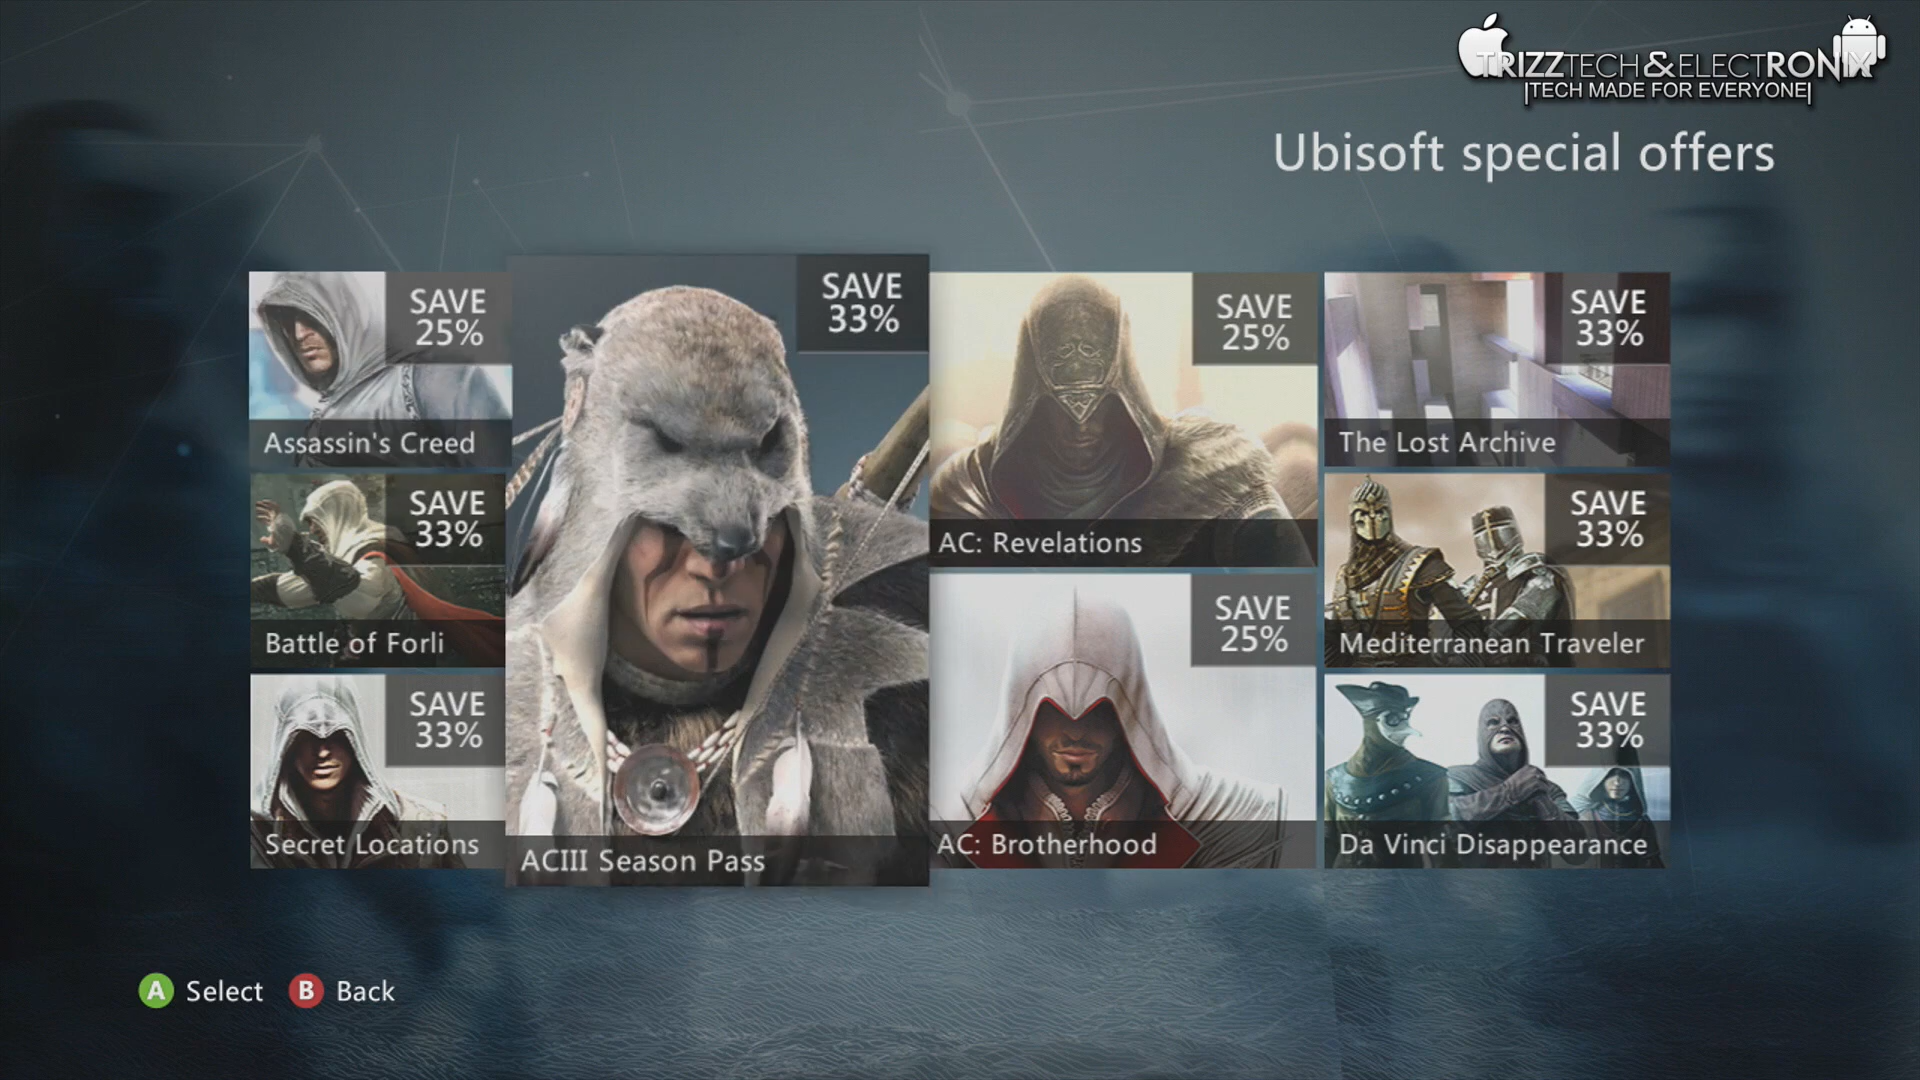 TRIZZTECH&ELECTRONIX
|TECH MADE FOR EVERYONE|
Ubisoft special offers
SAVE
25%
Assassin's Creed
SAVE
33%
Battle of Forli
SAVE
33%
Secret Locations
SAVE
33%
ACIII Season Pass
SAVE
25%
AC: Revelations
SAVE
25%
AC: Brotherhood
SAVE
33%
The Lost Archive
SAVE
33%
Mediterranean Traveler
SAVE
33%
Da Vinci Disappearance
A Select B Back